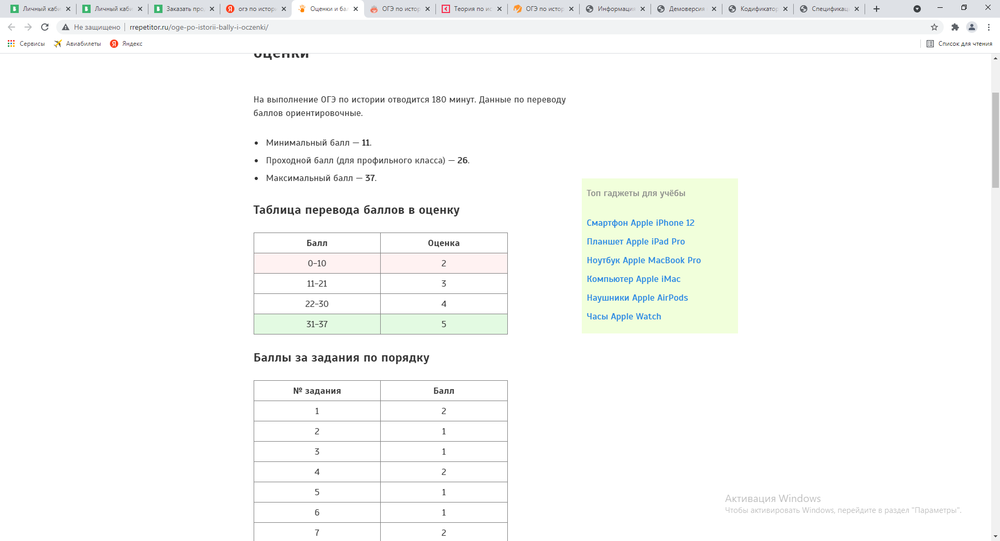 Личный каби
Личный каби
Заказать про
огэ по истори
Оценки и ба
ОГЭ по истор
Теория по ис
ОГЭ по истор
Информация
Демоверсия
Кодификатор
Спецификац
Не защищено
rrepetitor.ru/oge-po-istorii-bally-i-oczenki/
Сервисы
Авиабилеты
Яндекс
Список для чтения
оценки
На выполнение ОГЭ по истории отводится 180 минут. Данные по переводу
баллов ориентировочные.
Минимальный балл — 11.
Проходной балл (для профильного класса) — 26.
Максимальный балл — 37.
Таблица перевода баллов в оценку
Балл Оценка
0-10 2
11-21 3
22-30 4
31-37 5
Баллы за задания по порядку
№ задания Балл
1 2
2 1
3 1
4 2
5 1
6 1
7 2
Топ гаджеты для учёбы
Смартфон Apple iPhone 12
Планшет Apple iPad Pro
Ноутбук Apple MacBook Pro
Компьютер Apple iMac
Наушники Apple AirPods
Часы Apple Watch
Активация Windows
Чтобы активировать Windows, перейдите в раздел "Параметры".